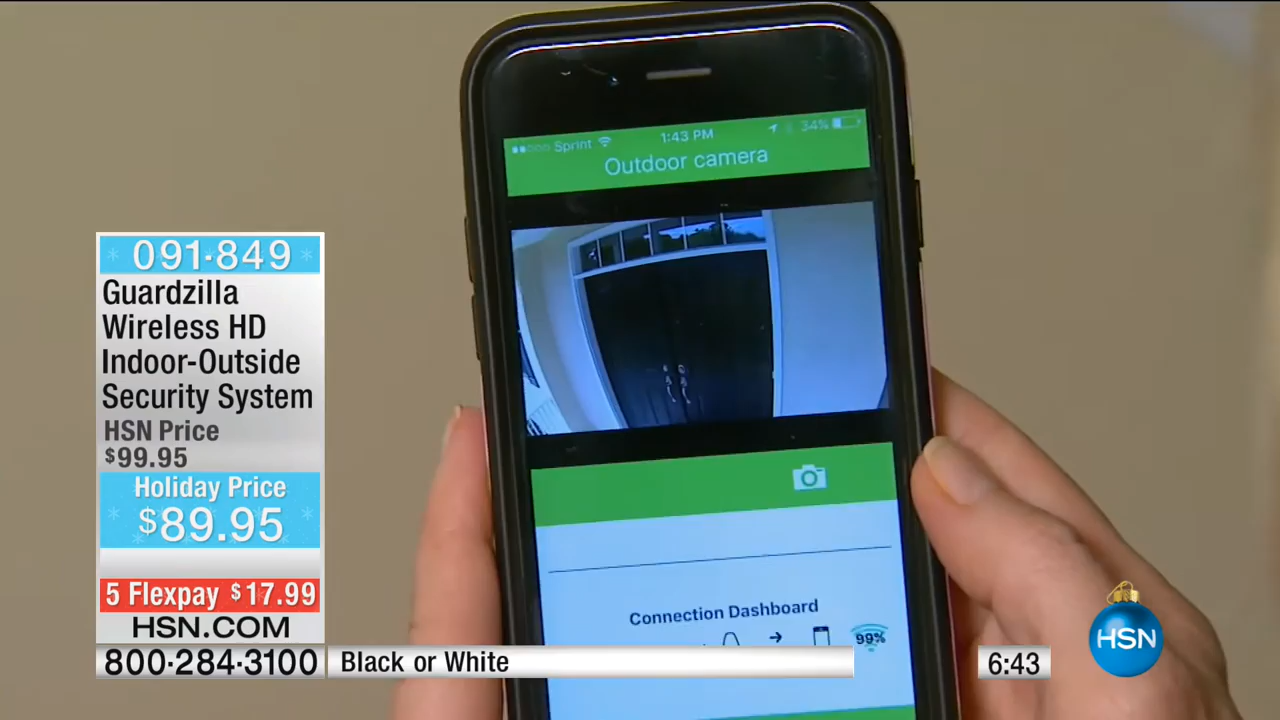 Sprint 1:43 PM 34%
Outdoor camera
091·849
Guardzilla
Wireless HD
Indoor-Outside
Security System
HSN Price
$99.95
Holiday Price
$89.95
5 Flexpay $17.99
HSN.COM
800·284·3100
Black or White
Connection Dashboard
99%
6:43
HSN